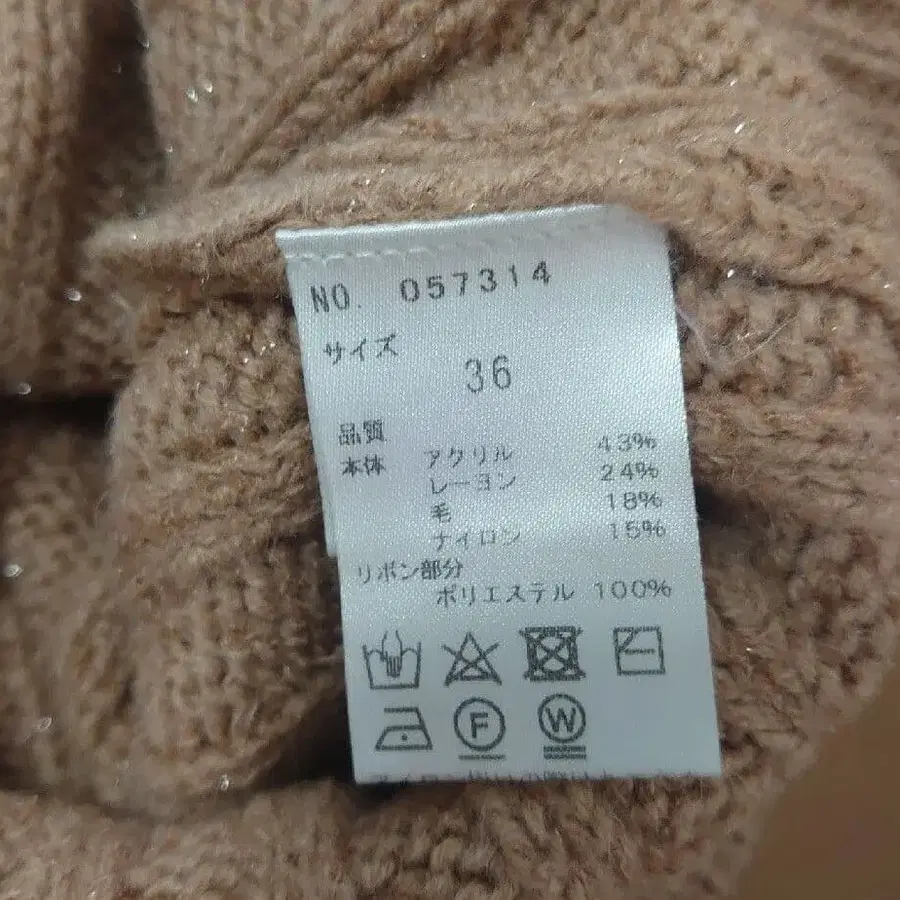 NO. 057314
サイズ
36
品質
本体 アクリル 43%
レーヨン 24%
毛 18%
ナイロン 15%
リボン部分
ポリエステル 100%
F W